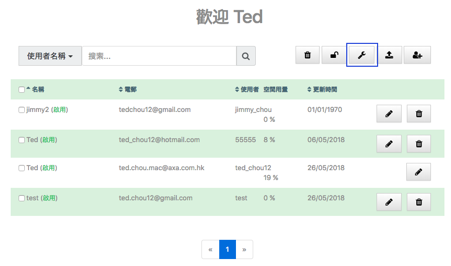 歡迎 Ted
使用者名稱 搜索...
名稱 電郵 使用者 空間用量 更新時間
jimmy2 (啟用) tedchou12@gmail.com jimmy_chou 0 % 01/01/1970
Ted (啟用) ted_chou12@hotmail.com 55555 8 % 06/05/2018
Ted (啟用) ted.chou.mac@axa.com.hk ted_chou12 19 % 26/05/2018
test (啟用) ted.chou12@gmail.com test 0 % 26/05/2018
« 1 »